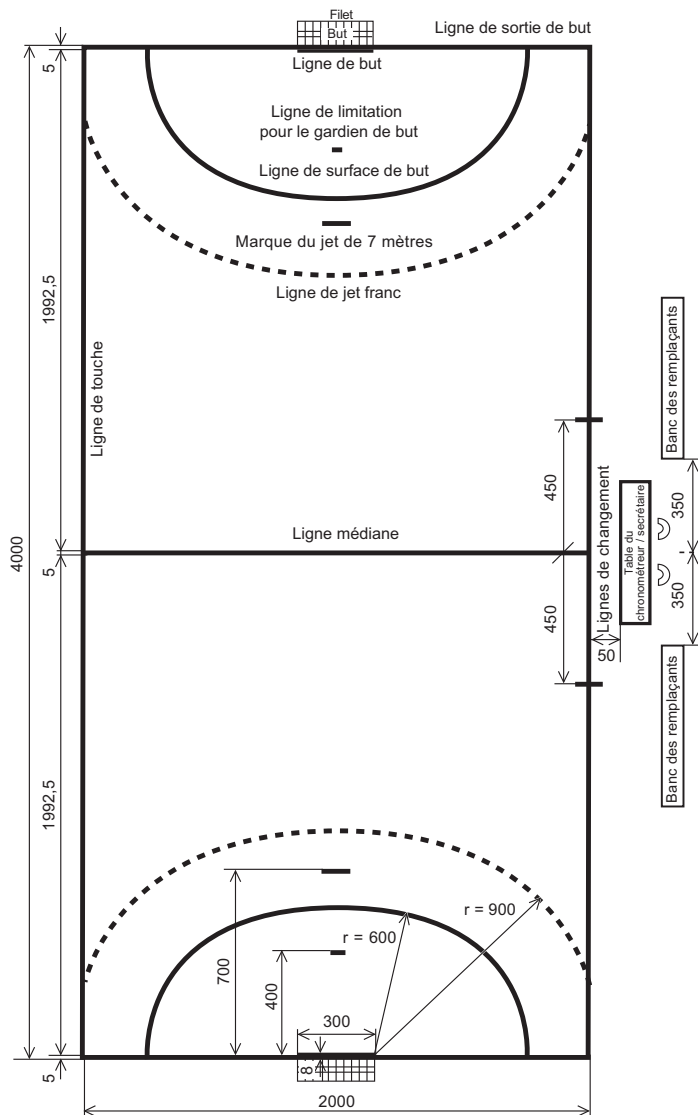 Filet
But
Ligne de sortie de but
Ligne de but
Ligne de limitation
pour le gardien de but
Ligne de surface de but
Marque du jet de 7 mètres
Ligne de jet franc
5
1992,5
Ligne de touche
4000
5
Ligne médiane
450
450
Lignes de changement
Table du
chronométreur / secrétaire
Banc des remplaçants
350
350
50
Banc des remplaçants
1992,5
700
400
r = 600
r = 900
300
8
5
2000